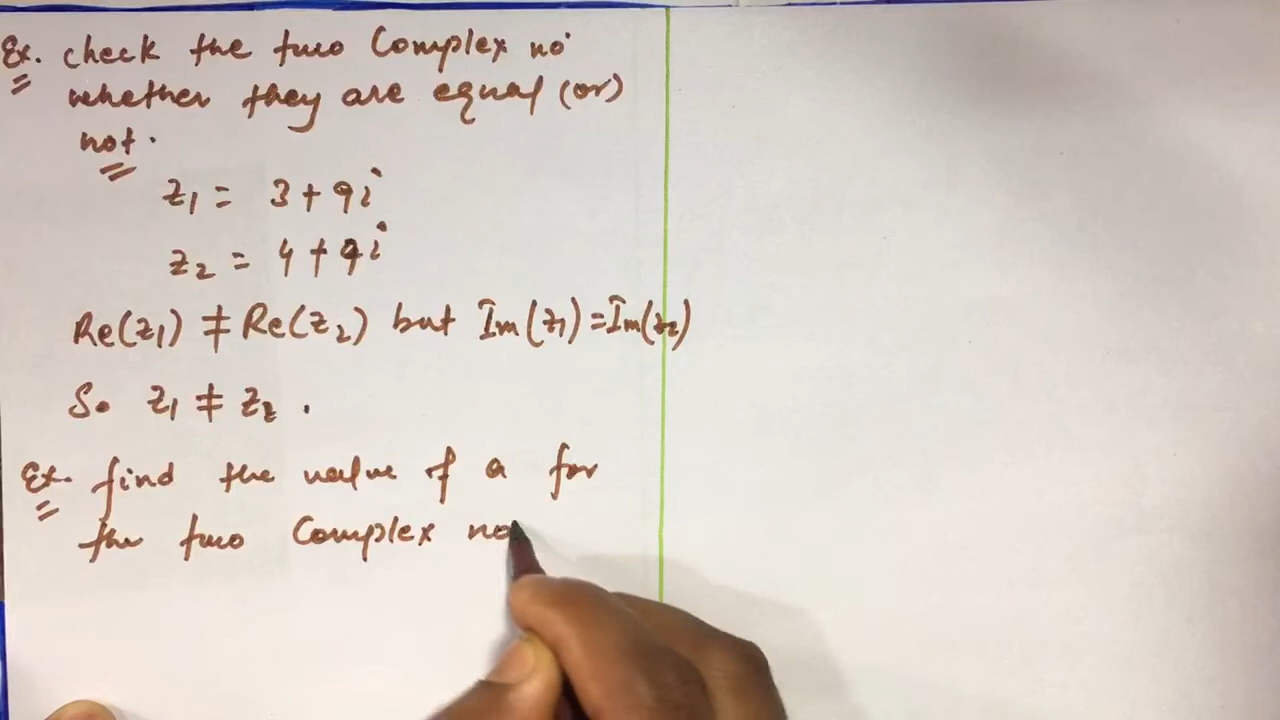 Ex. check the two Complex no
whether they are equal (or)
not.
z1 = 3 + 9i
z2 = 4 + 9i
Re(z1) ≠ Re(z2) but Im(z1) = Im(z2)
So z1 ≠ z2 .
Ex. find the value of a for
the two Complex no